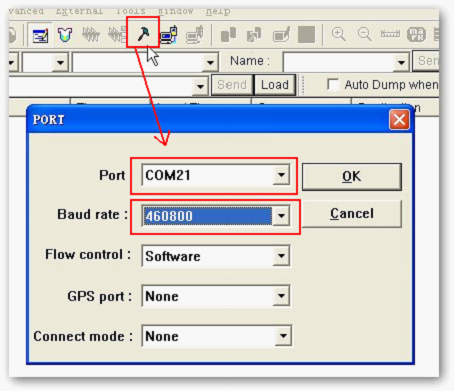 External Tools Window Help
Name :
Send Load Auto Dump when
PORT
Port COM21 OK
Baud rate : 460800 Cancel
Flow control : Software
GPS port : None
Connect mode : None